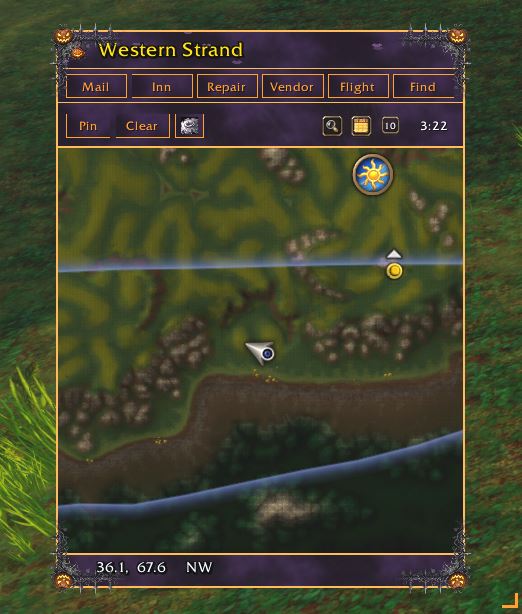 Western Strand
Mail Inn Repair Vendor Flight Find
Pin Clear 10 3:22
36.1, 67.6 NW